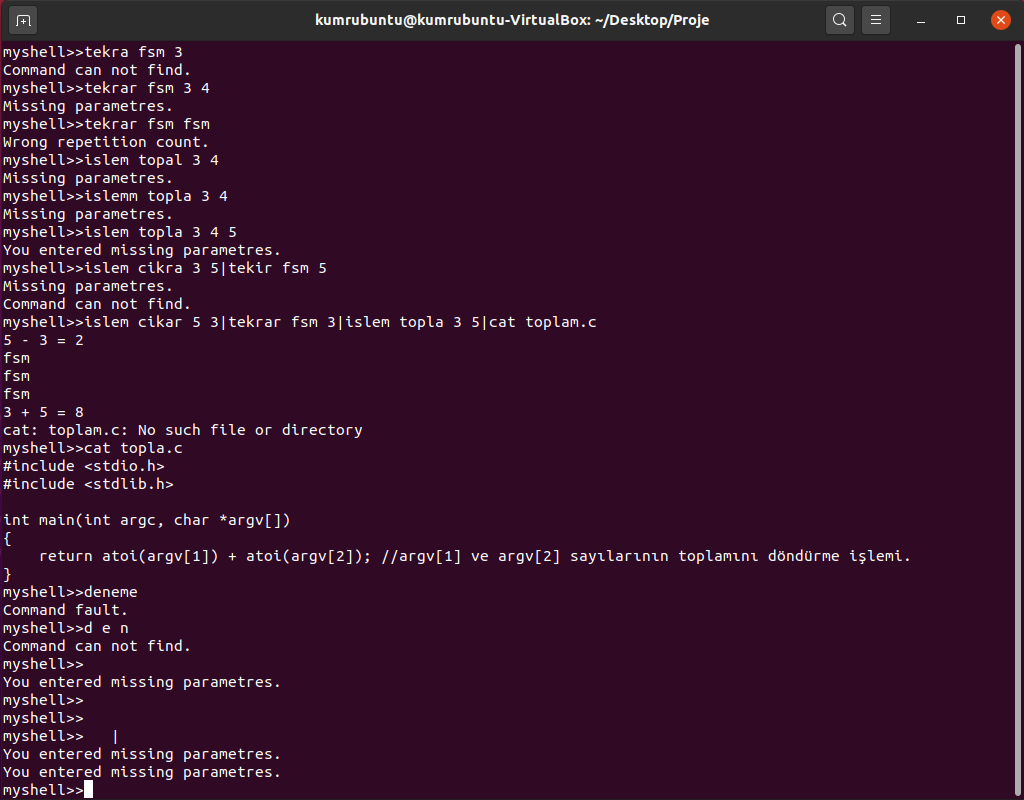 kumrubuntu@kumrubuntu-VirtualBox: ~/Desktop/Proje
myshell>>tekra fsm 3
Command can not find.
myshell>>tekrar fsm 3 4
Missing parametres.
myshell>>tekrar fsm fsm
Wrong repetition count.
myshell>>islem topal 3 4
Missing parametres.
myshell>>islemm topla 3 4
Missing parametres.
myshell>>islem topla 3 4 5
You entered missing parametres.
myshell>>islem cikra 3 5|tekir fsm 5
Missing parametres.
Command can not find.
myshell>>islem cikar 5 3|tekrar fsm 3|islem topla 3 5|cat toplam.c
5 - 3 = 2
fsm
fsm
fsm
3 + 5 = 8
cat: toplam.c: No such file or directory
myshell>>cat topla.c
#include <stdio.h>
#include <stdlib.h>

int main(int argc, char *argv[])
{
    return atoi(argv[1]) + atoi(argv[2]); //argv[1] ve argv[2] sayılarının toplamını döndürme işlemi.
}
myshell>>deneme
Command fault.
myshell>>d e n
Command can not find.
myshell>>
You entered missing parametres.
myshell>>
myshell>>
myshell>>   |
You entered missing parametres.
You entered missing parametres.
myshell>>